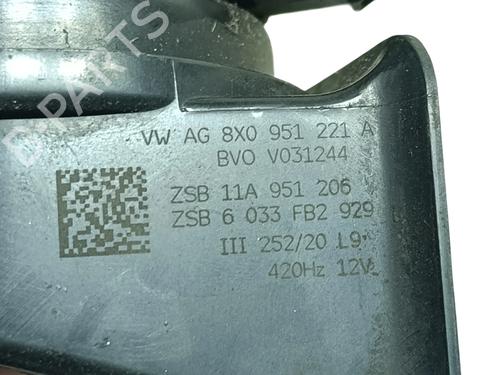 VW AG 8X0 951 221 A
BVO V031244
ZSB 11A 951 206
ZSB 6 033 FB2 929 L
III 252/20 L9
420Hz 12V
B-PARTS